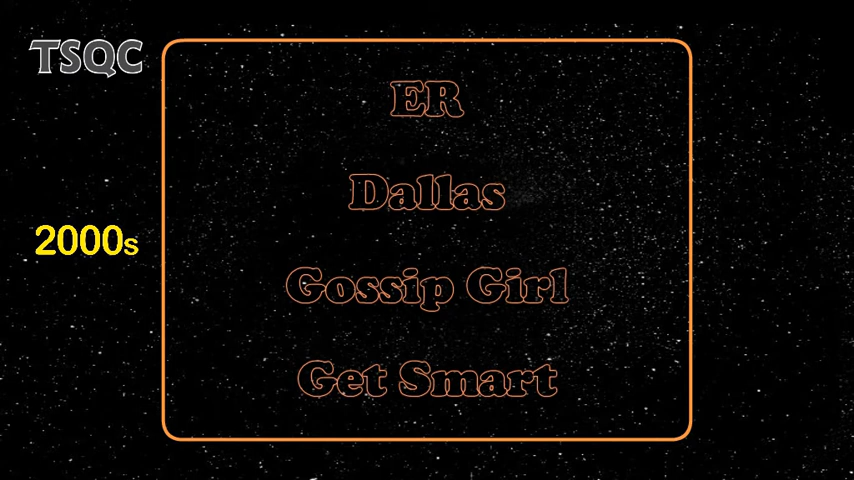 TSQC
ER
Dallas
2000s
Gossip Girl
Get Smart